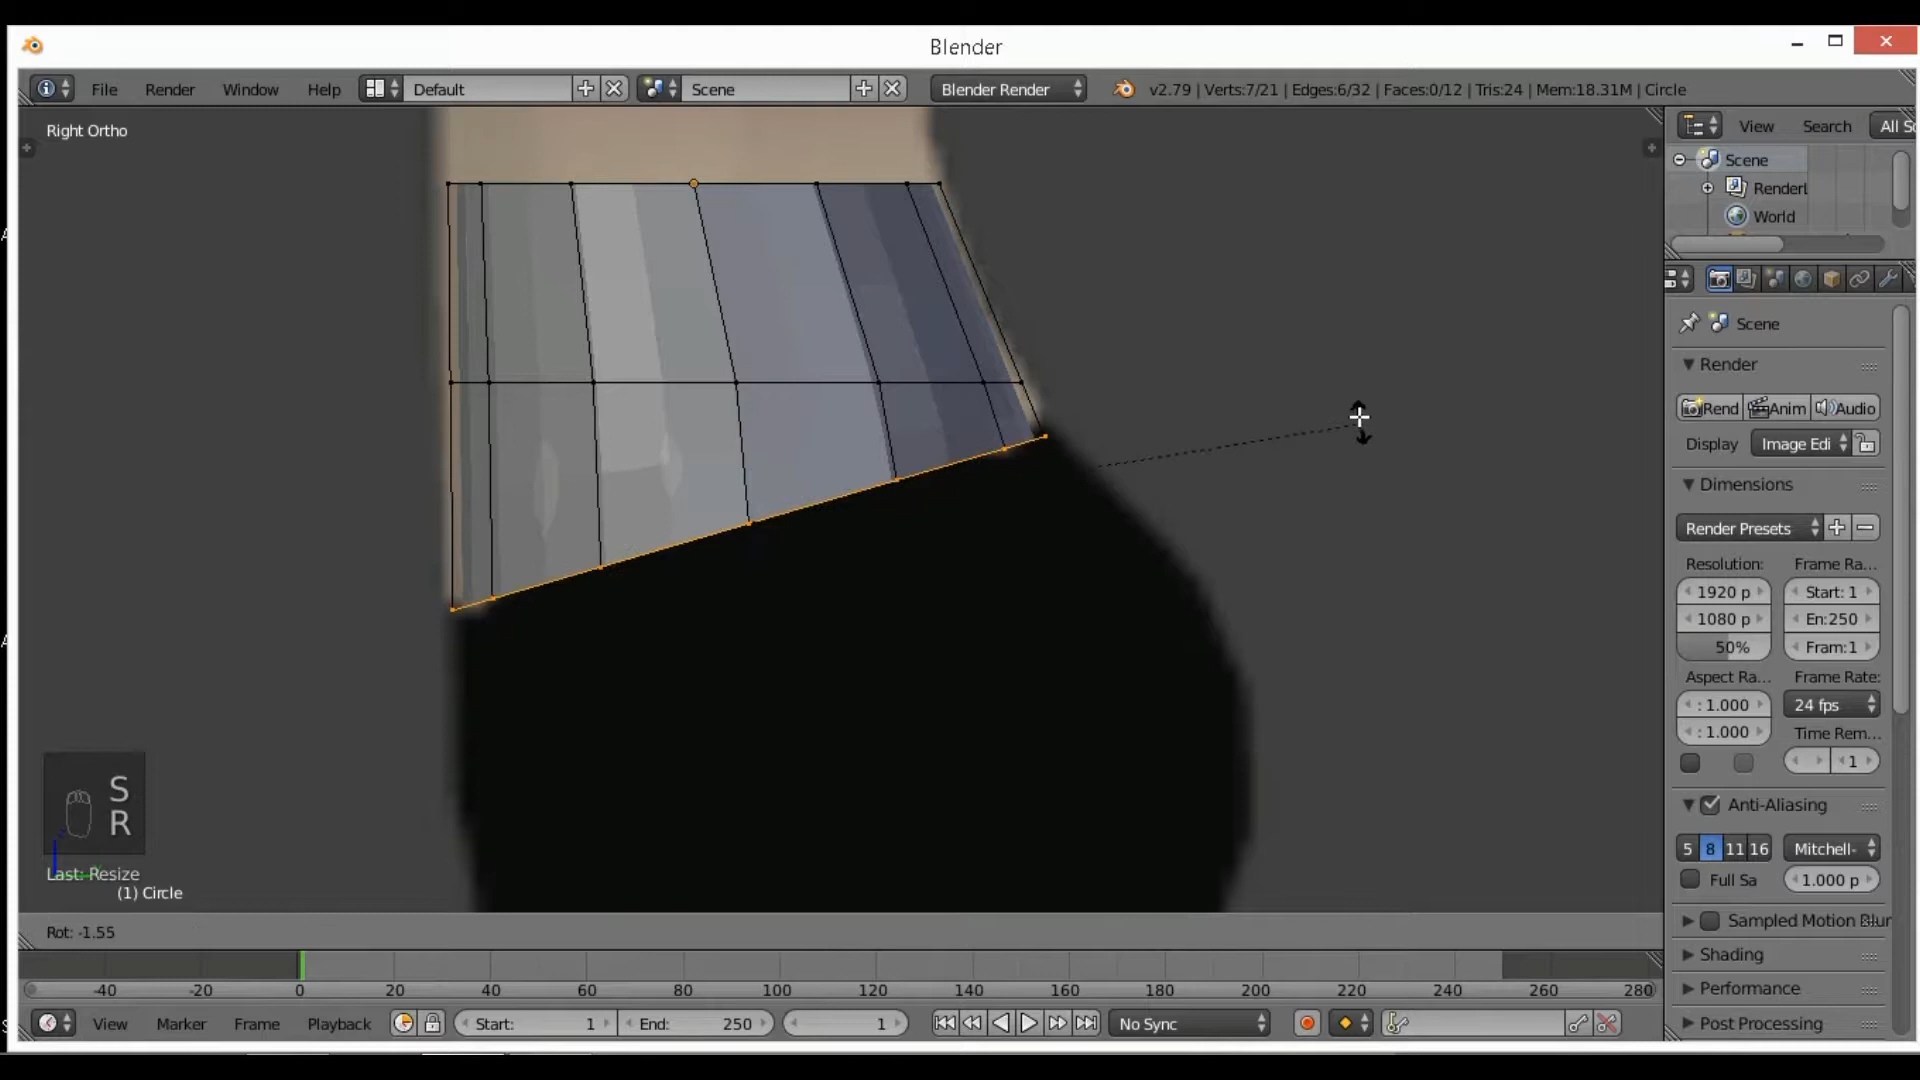 Blender
File Render Window Help Default Scene Blender Render v2.79 | Verts:7/21 | Edges:6/32 | Faces:0/12 | Tris:24 | Mem:18.31M | Circle
Right Ortho
View Search All Sc
Scene
RenderL
World
Scene
Render
Rend Anim Audio
Display Image Edi
Dimensions
Render Presets
Resolution: Frame Ra...
1920 p Start: 1
1080 p En:250
50% Fram:1
Aspect Ra... Frame Rate:
: 1.000 24 fps
: 1.000 Time Rem...
1
Anti-Aliasing
5 8 11 16 Mitchell-
Full Sa 1.000 p
Sampled Motion Blur
Shading
Performance
Post Processing
S
R
Last: Resize
(1) Circle
Rot: -1.55
-40 -20 0 20 40 60 80 100 120 140 160 180 200 220 240 260 280
View Marker Frame Playback Start: 1 End: 250 1 No Sync